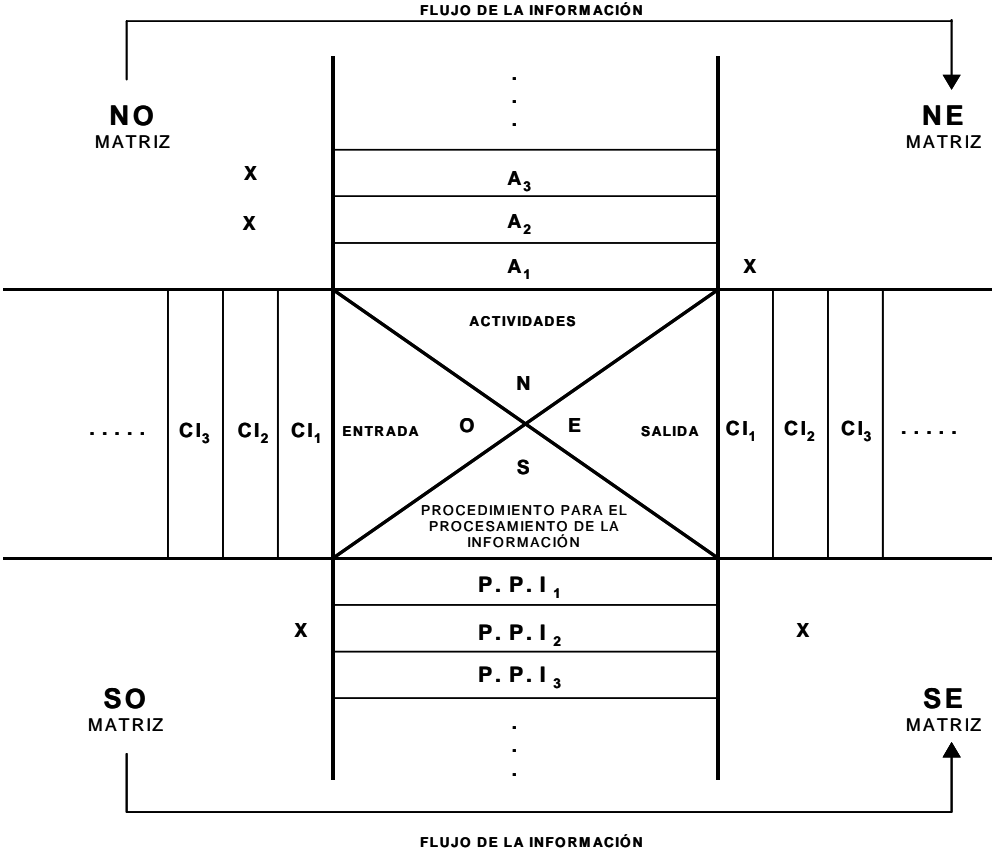 FLUJO DE LA INFORMACIÓN
NO
MATRIZ
NE
MATRIZ
.
.
.
X
A3
X
A2
A1
X
ACTIVIDADES
N
..... CI3 CI2 CI1 ENTRADA O E SALIDA CI1 CI2 CI3 .....
S
PROCEDIMIENTO PARA EL
PROCESAMIENTO DE LA
INFORMACIÓN
P. P. I 1
X
P. P. I 2
X
P. P. I 3
SO
MATRIZ
SE
MATRIZ
.
.
.
FLUJO DE LA INFORMACIÓN